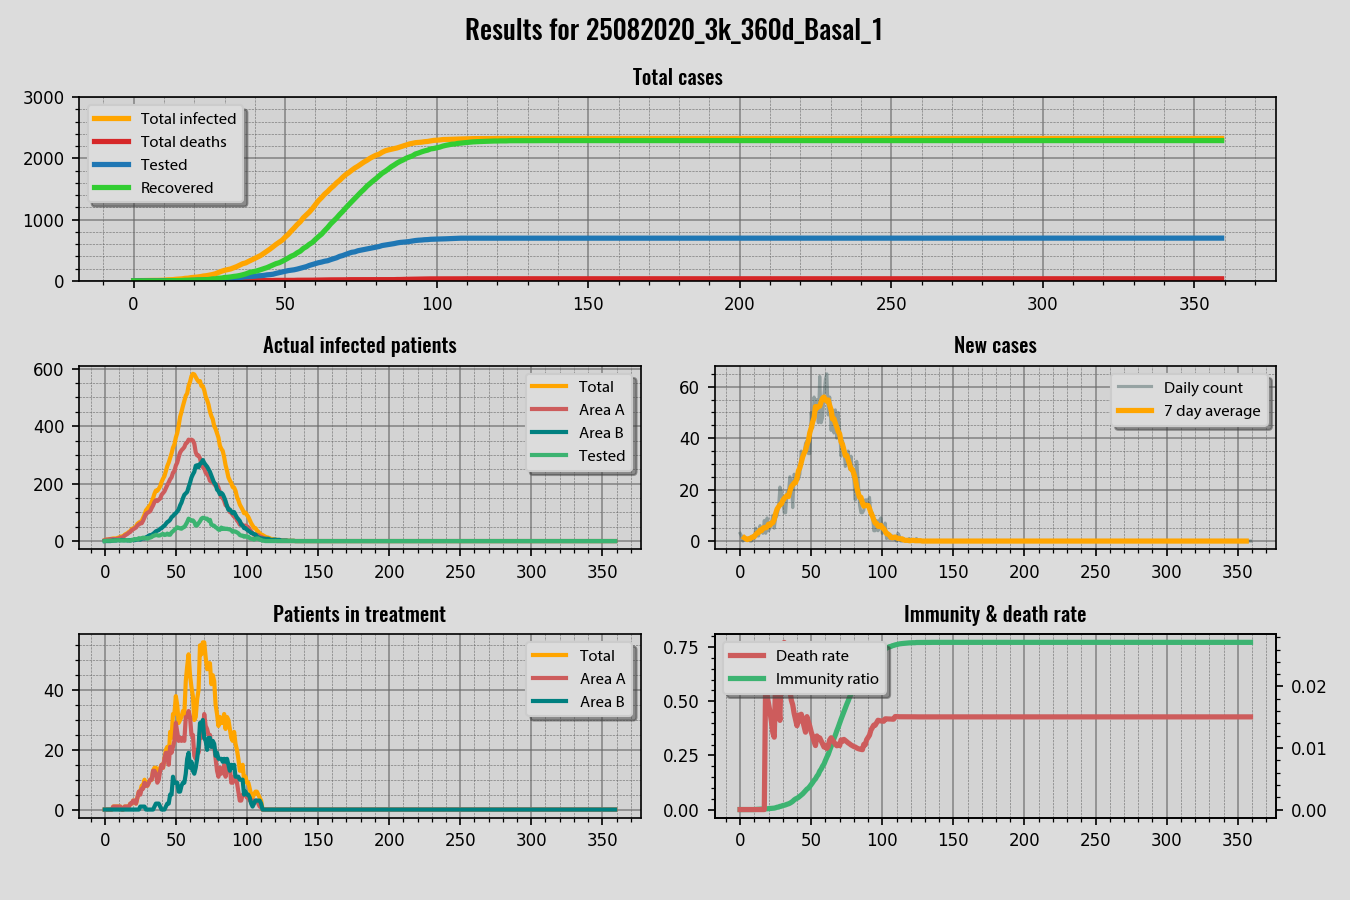 Results for 25082020_3k_360d_Basal_1
Total cases
3000
2000
1000
0
Total infected
Total deaths
Tested
Recovered
0 50 100 150 200 250 300 350
Actual infected patients
600
400
200
0
Total
Area A
Area B
Tested
0 50 100 150 200 250 300 350
New cases
60
40
20
0
Daily count
7 day average
0 50 100 150 200 250 300 350
Patients in treatment
40
20
0
Total
Area A
Area B
0 50 100 150 200 250 300 350
Immunity & death rate
0.75
0.50
0.25
0.00
Death rate
Immunity ratio
0.02
0.01
0.00
0 50 100 150 200 250 300 350